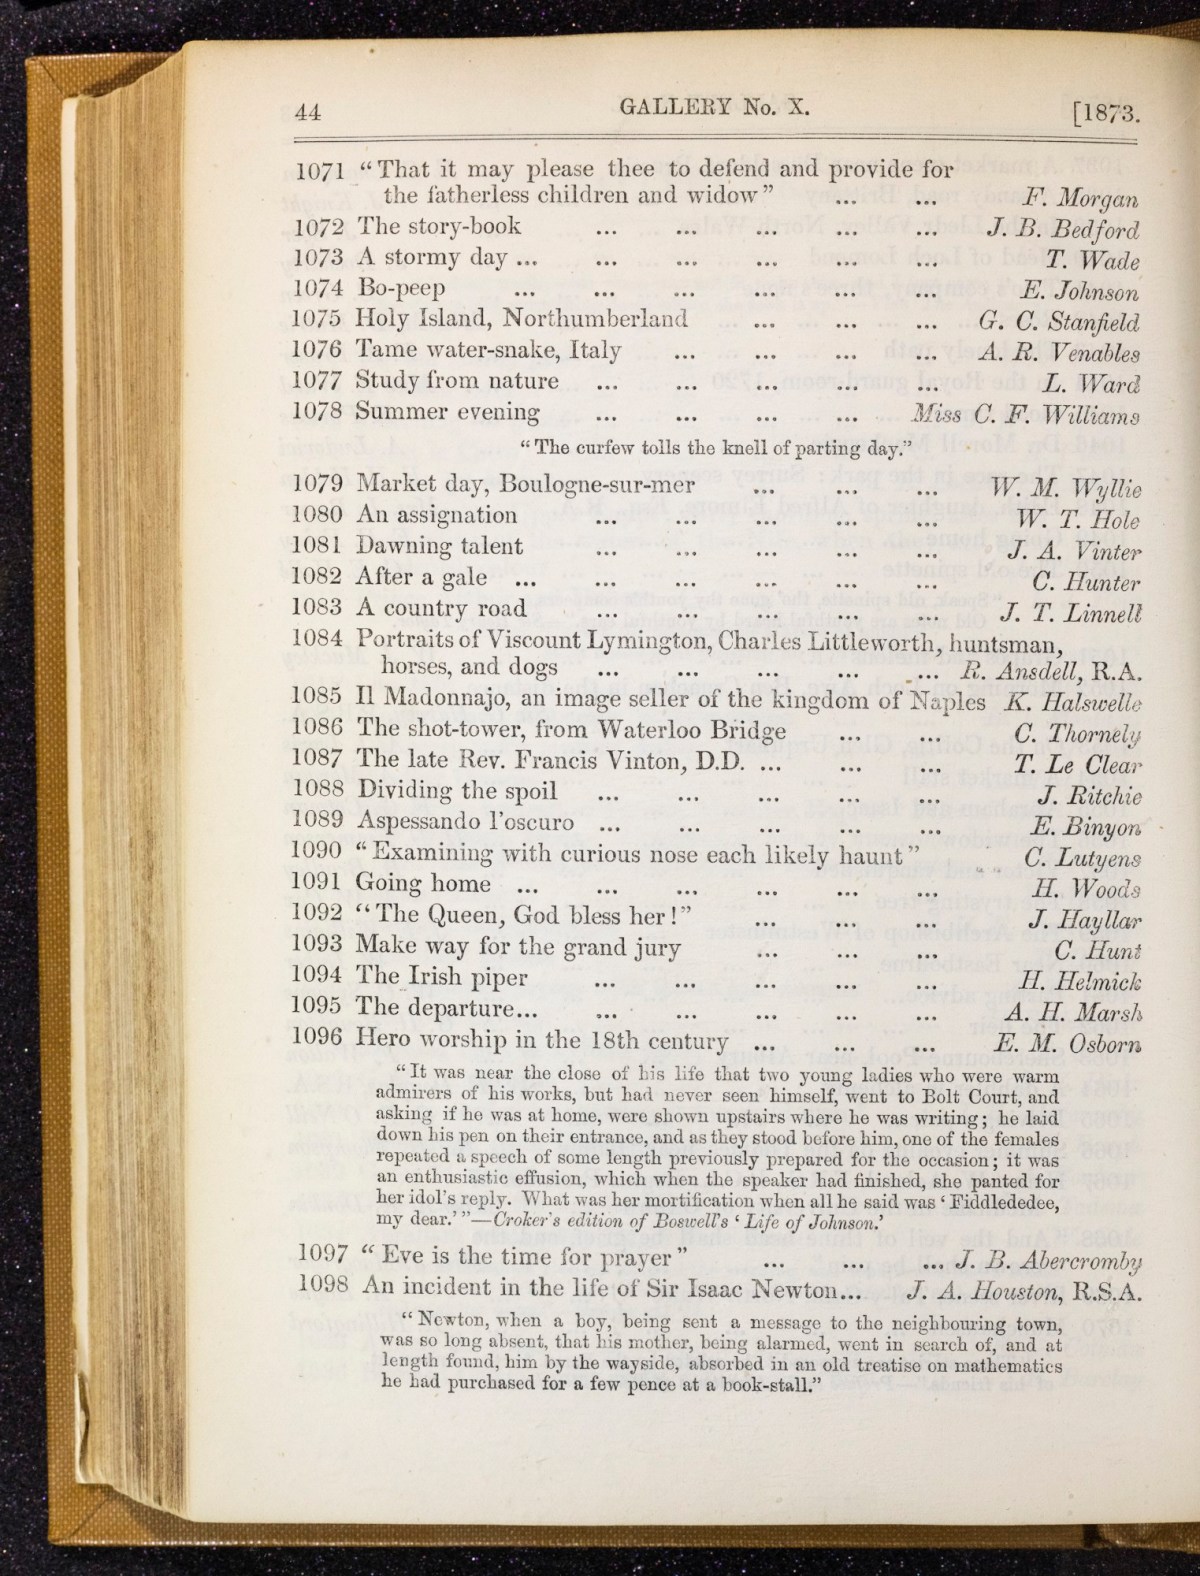 44 GALLERY No. X. [1873.
1071 “That it may please thee to defend and provide for
the fatherless children and widow” ... ... F. Morgan
1072 The story-book ... ... ... ... ... J. B. Bedford
1073 A stormy day ... ... ... ... ... ... T. Wade
1074 Bo-peep ... ... ... ... ... ... E. Johnson
1075 Holy Island, Northumberland ... ... ... G. C. Stanfield
1076 Tame water-snake, Italy ... ... ... ... A. R. Venables
1077 Study from nature ... ... ... ... ... L. Ward
1078 Summer evening ... ... ... ... Miss C. F. Williams
“The curfew tolls the knell of parting day.”
1079 Market day, Boulogne-sur-mer ... ... ... W. M. Wyllie
1080 An assignation ... ... ... ... ... W. T. Hole
1081 Dawning talent ... ... ... ... ... J. A. Vinter
1082 After a gale ... ... ... ... ... ... C. Hunter
1083 A country road ... ... ... ... ... J. T. Linnell
1084 Portraits of Viscount Lymington, Charles Littleworth, huntsman,
horses, and dogs ... ... ... ... ... R. Ansdell, R.A.
1085 Il Madonnajo, an image seller of the kingdom of Naples K. Halswelle
1086 The shot-tower, from Waterloo Bridge ... ... C. Thornely
1087 The late Rev. Francis Vinton, D.D. ... ... ... T. Le Clear
1088 Dividing the spoil ... ... ... ... ... J. Ritchie
1089 Aspessando l’oscuro ... ... ... ... ... E. Binyon
1090 “Examining with curious nose each likely haunt” C. Lutyens
1091 Going home ... ... ... ... ... ... H. Woods
1092 “The Queen, God bless her!” ... ... ... J. Hayllar
1093 Make way for the grand jury ... ... ... C. Hunt
1094 The Irish piper ... ... ... ... ... H. Helmick
1095 The departure... ... ... ... ... ... A. H. Marsh
1096 Hero worship in the 18th century ... ... ... E. M. Osborn
“It was near the close of his life that two young ladies who were warm
admirers of his works, but had never seen himself, went to Bolt Court, and
asking if he was at home, were shown upstairs where he was writing; he laid
down his pen on their entrance, and as they stood before him, one of the females
repeated a speech of some length previously prepared for the occasion; it was
an enthusiastic effusion, which when the speaker had finished, she panted for
her idol’s reply. What was her mortification when all he said was ‘Fiddlededee,
my dear.’”—Croker’s edition of Boswell’s ‘Life of Johnson.’
1097 “Eve is the time for prayer” ... ... ... J. B. Abercromby
1098 An incident in the life of Sir Isaac Newton... J. A. Houston, R.S.A.
“Newton, when a boy, being sent a message to the neighbouring town,
was so long absent, that his mother, being alarmed, went in search of, and at
length found, him by the wayside, absorbed in an old treatise on mathematics
he had purchased for a few pence at a book-stall.”